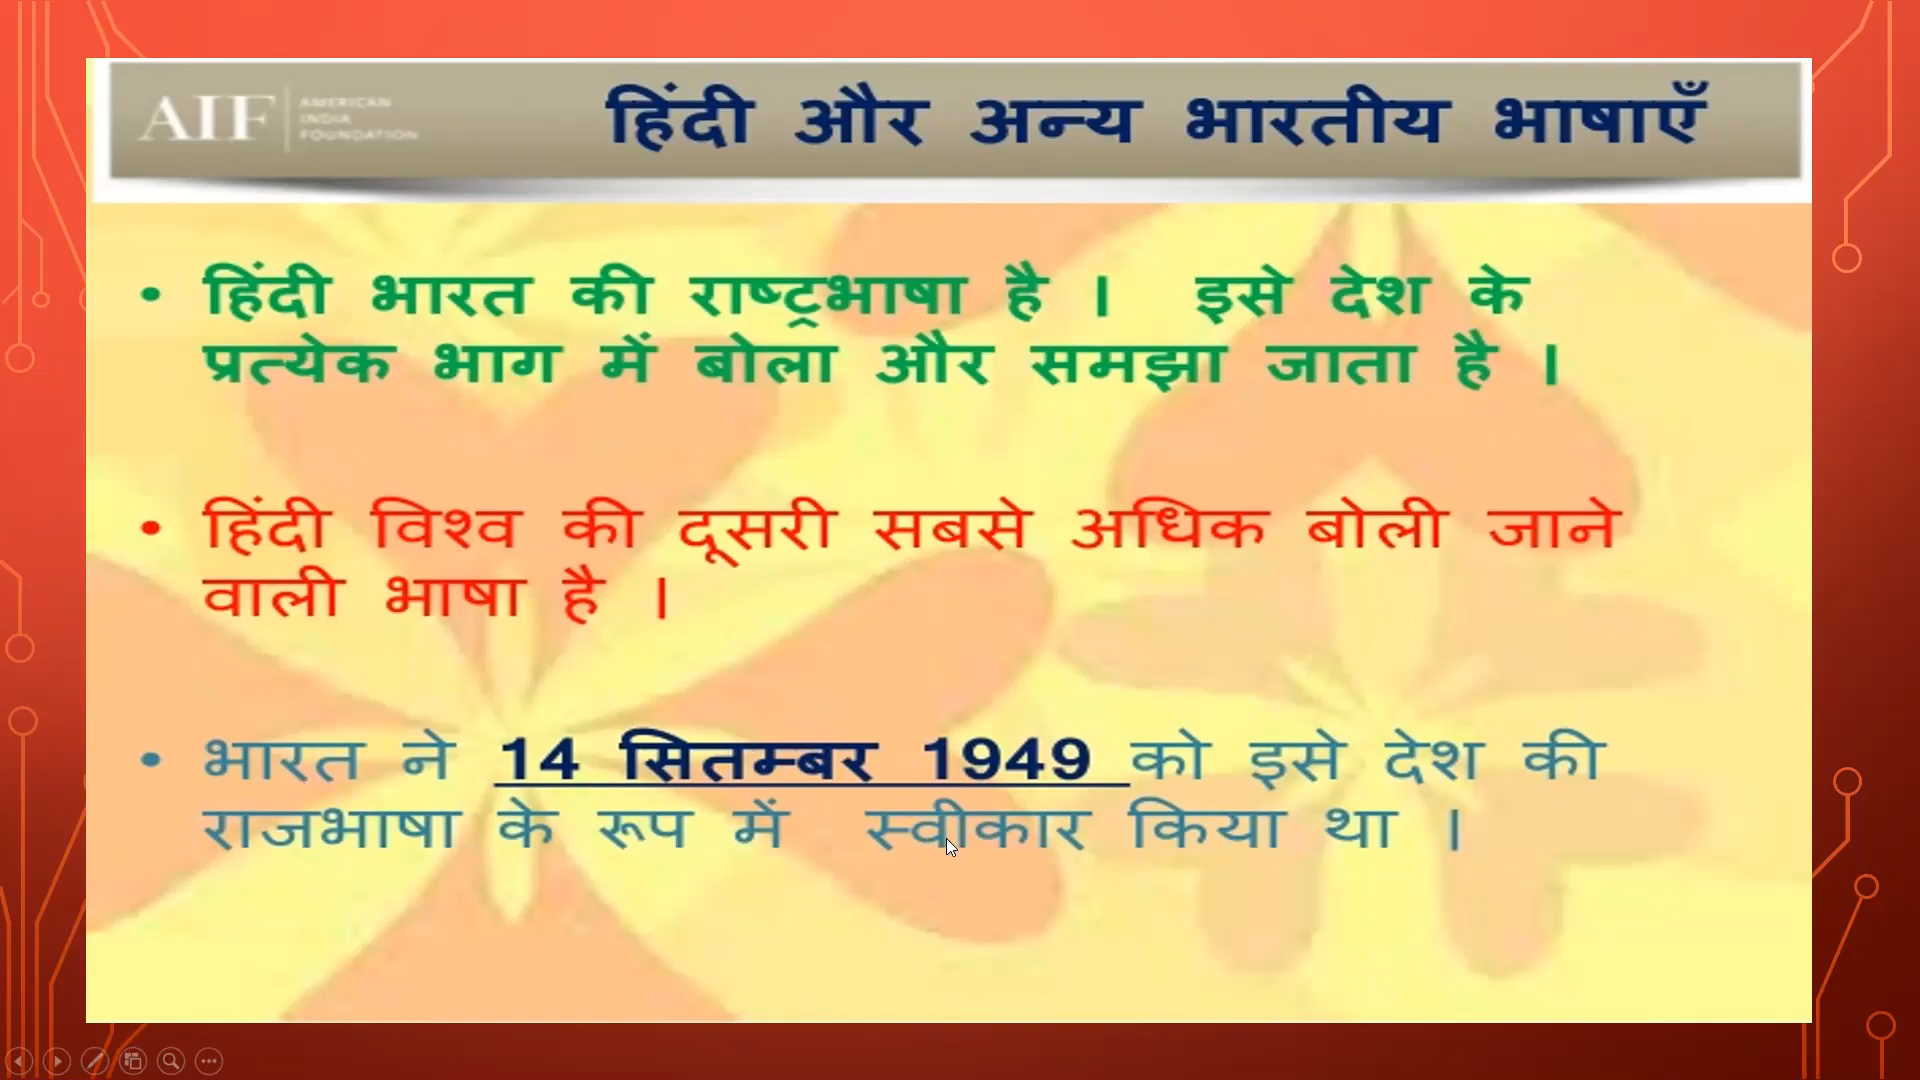 AIF
AMERICAN
INDIA
FOUNDATION
हिंदी और अन्य भारतीय भाषाएँ
• हिंदी भारत की राष्ट्रभाषा है । इसे देश के
प्रत्येक भाग में बोला और समझा जाता है ।
• हिंदी विश्व की दूसरी सबसे अधिक बोली जाने
वाली भाषा है ।
• भारत ने 14 सितम्बर 1949 को इसे देश की
राजभाषा के रूप में स्वीकार किया था ।